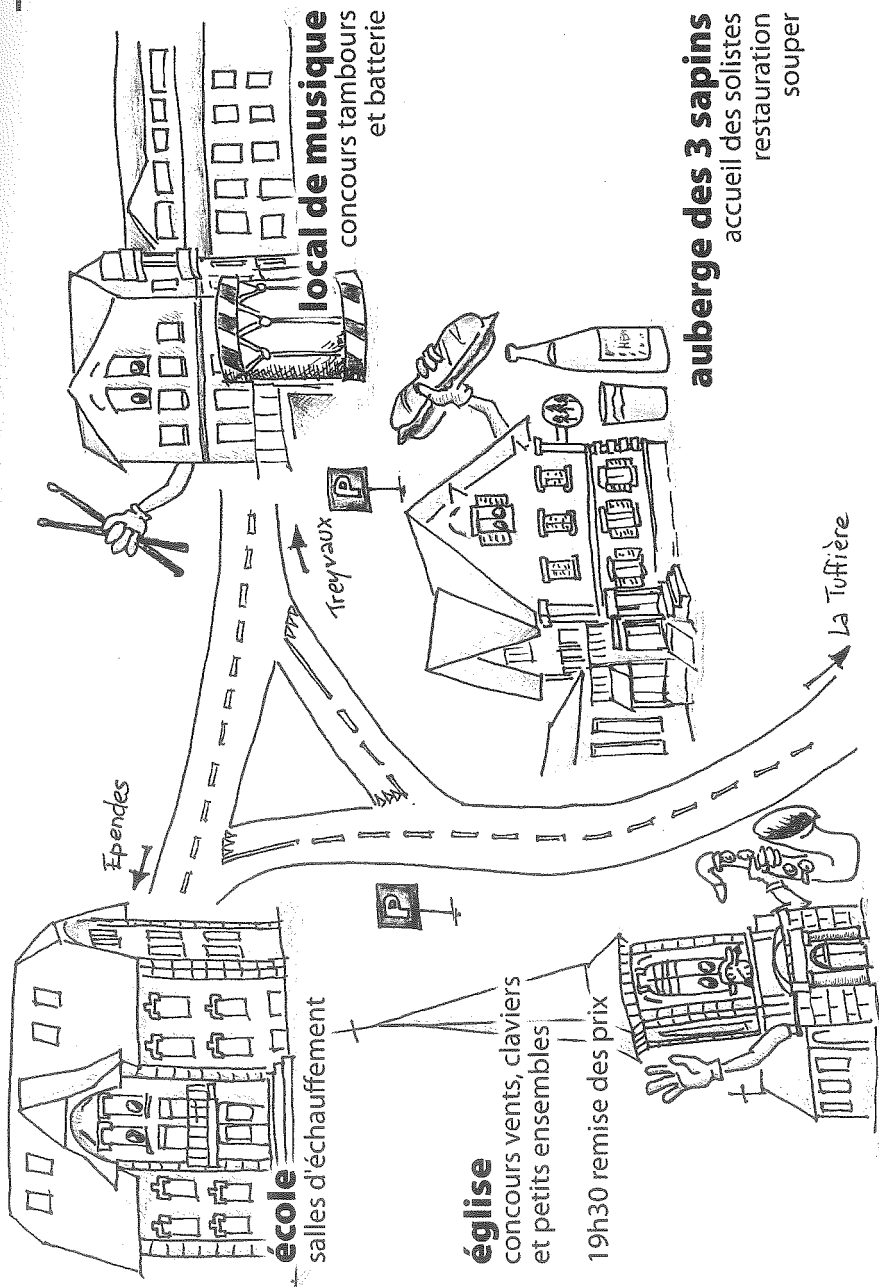 école
salles d'échauffement
Ependes
Treyvaux
local de musique
concours tambours
et batterie
P
P
église
concours vents, claviers
et petits ensembles
19h30 remise des prix
La Tuffière
auberge des 3 sapins
accueil des solistes
restauration
souper